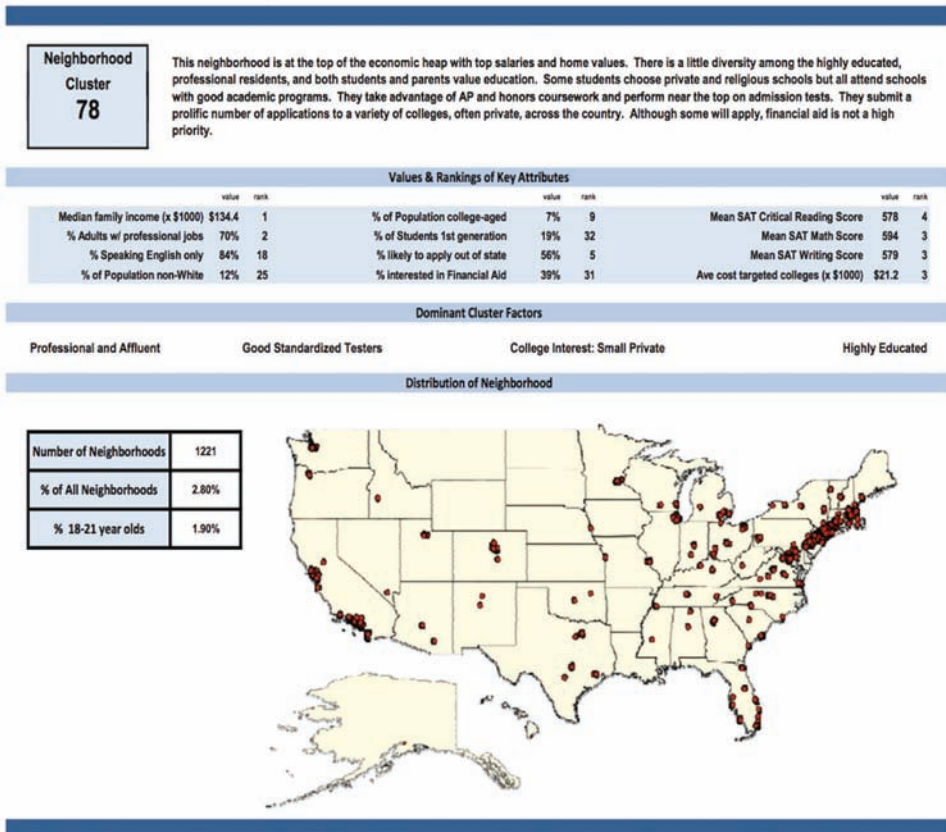 Neighborhood
Cluster
78
This neighborhood is at the top of the economic heap with top salaries and home values. There is a little diversity among the highly educated,
professional residents, and both students and parents value education. Some students choose private and religious schools but all attend schools
with good academic programs. They take advantage of AP and honors coursework and perform near the top on admission tests. They submit a
prolific number of applications to a variety of colleges, often private, across the country. Although some will apply, financial aid is not a high
priority.
Values & Rankings of Key Attributes
value rank value rank value rank
Median family income (x $1000) $134.4 1 % of Population college-aged 7% 9 Mean SAT Critical Reading Score 578 4
% Adults w/ professional jobs 70% 2 % of Students 1st generation 19% 32 Mean SAT Math Score 594 3
% Speaking English only 84% 18 % likely to apply out of state 56% 5 Mean SAT Writing Score 579 3
% of Population non-White 12% 25 % interested in Financial Aid 39% 31 Ave cost targeted colleges (x $1000) $21.2 3
Dominant Cluster Factors
Professional and Affluent Good Standardized Testers College Interest: Small Private Highly Educated
Distribution of Neighborhood
Number of Neighborhoods 1221
% of All Neighborhoods 2.80%
% 18-21 year olds 1.90%